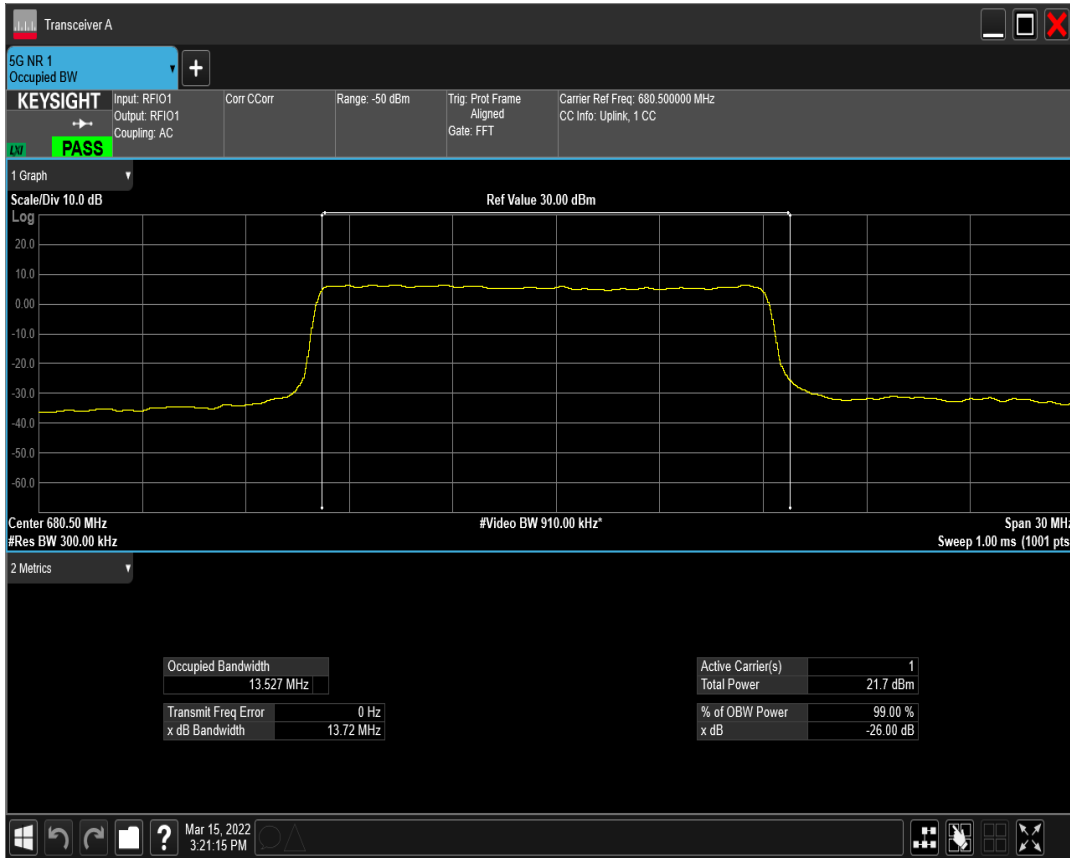 Transceiver A
5G NR 1
Occupied BW
KEYSIGHT
LXI
PASS
Input: RFIO1
Output: RFIO1
Coupling: AC
Corr CCorr
Range: -50 dBm
Trig: Prot Frame
Aligned
Gate: FFT
Carrier Ref Freq: 680.500000 MHz
CC Info: Uplink, 1 CC
1 Graph
Scale/Div 10.0 dB
Ref Value 30.00 dBm
Log
20.0
10.0
0.00
-10.0
-20.0
-30.0
-40.0
-50.0
-60.0
Center 680.50 MHz
#Video BW 910.00 kHz*
Span 30 MHz
#Res BW 300.00 kHz
Sweep 1.00 ms (1001 pts
2 Metrics
Occupied Bandwidth
13.527 MHz
Transmit Freq Error 0 Hz
x dB Bandwidth 13.72 MHz
Active Carrier(s) 1
Total Power 21.7 dBm
% of OBW Power 99.00 %
x dB -26.00 dB
?
Mar 15, 2022
3:21:15 PM